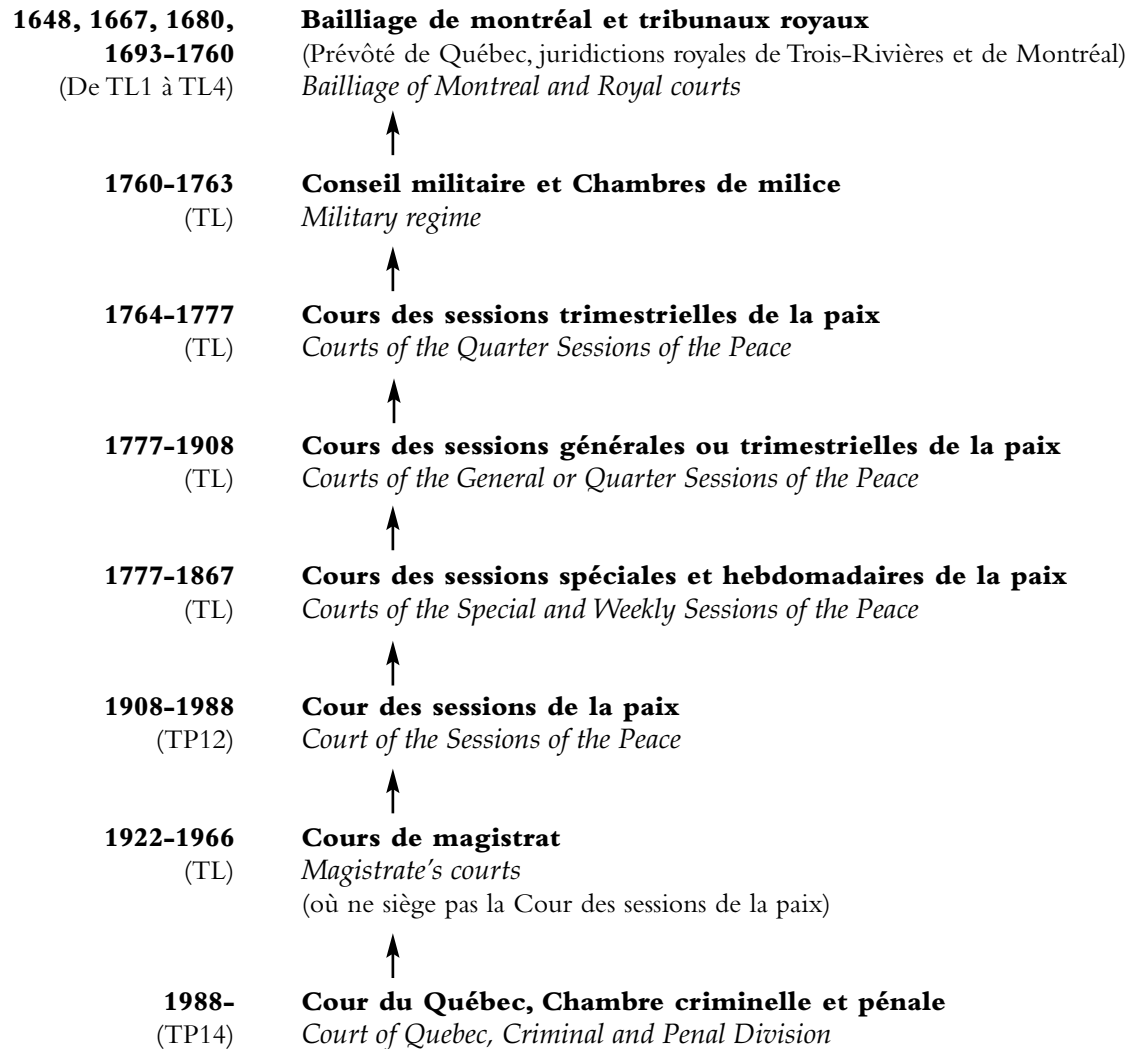 1648, 1667, 1680, Bailliage de montréal et tribunaux royaux
1693-1760 (Prévôté de Québec, juridictions royales de Trois-Rivières et de Montréal)
(De TL1 à TL4) Bailliage of Montreal and Royal courts
1760-1763 Conseil militaire et Chambres de milice
(TL) Military regime
1764-1777 Cours des sessions trimestrielles de la paix
(TL) Courts of the Quarter Sessions of the Peace
1777-1908 Cours des sessions générales ou trimestrielles de la paix
(TL) Courts of the General or Quarter Sessions of the Peace
1777-1867 Cours des sessions spéciales et hebdomadaires de la paix
(TL) Courts of the Special and Weekly Sessions of the Peace
1908-1988 Cour des sessions de la paix
(TP12) Court of the Sessions of the Peace
1922-1966 Cours de magistrat
(TL) Magistrate's courts
(où ne siège pas la Cour des sessions de la paix)
1988- Cour du Québec, Chambre criminelle et pénale
(TP14) Court of Quebec, Criminal and Penal Division